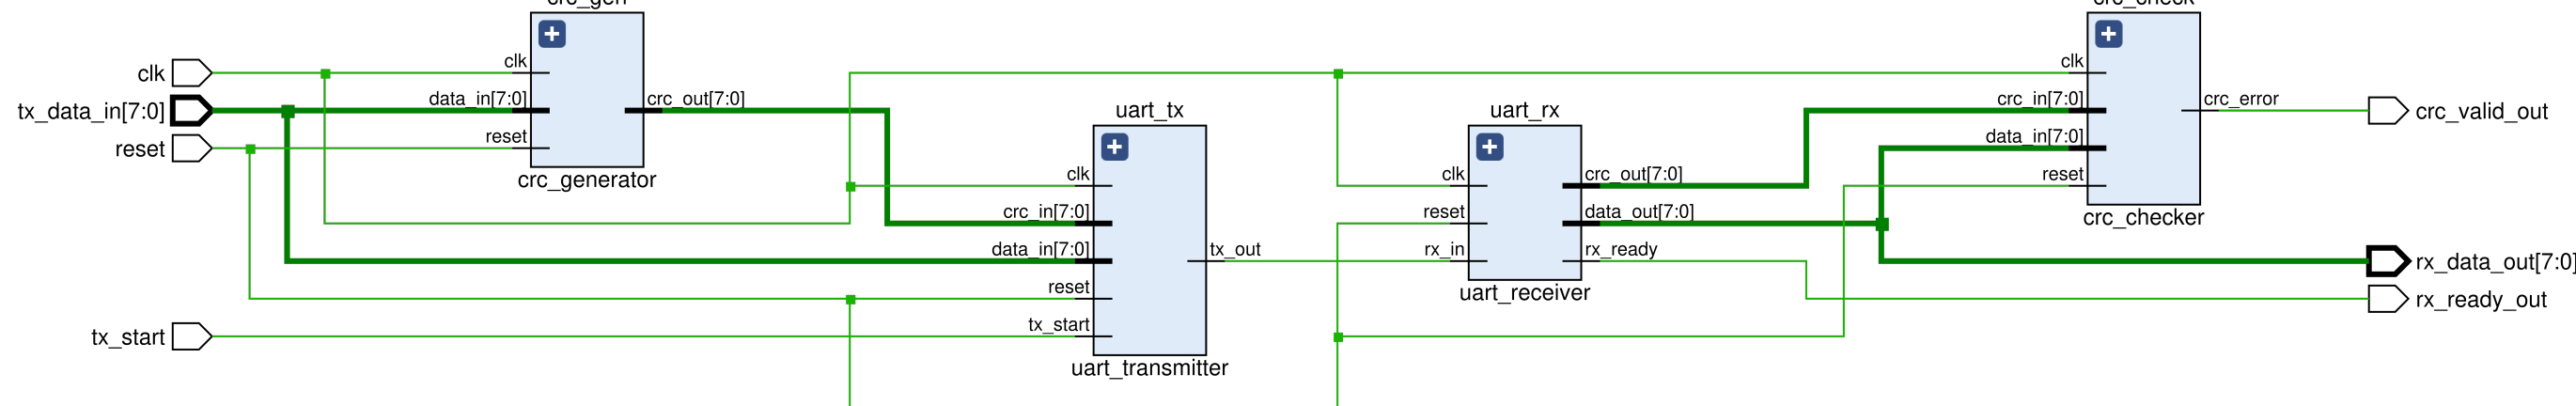 crc_gen
clk
data_in[7:0]
reset
crc_out[7:0]
crc_generator
clk
tx_data_in[7:0]
reset
tx_start
uart_tx
clk
crc_in[7:0]
data_in[7:0]
reset
tx_start
tx_out
uart_transmitter
uart_rx
clk
reset
rx_in
crc_out[7:0]
data_out[7:0]
rx_ready
uart_receiver
crc_check
clk
crc_in[7:0]
data_in[7:0]
reset
crc_error
crc_checker
crc_valid_out
rx_data_out[7:0]
rx_ready_out